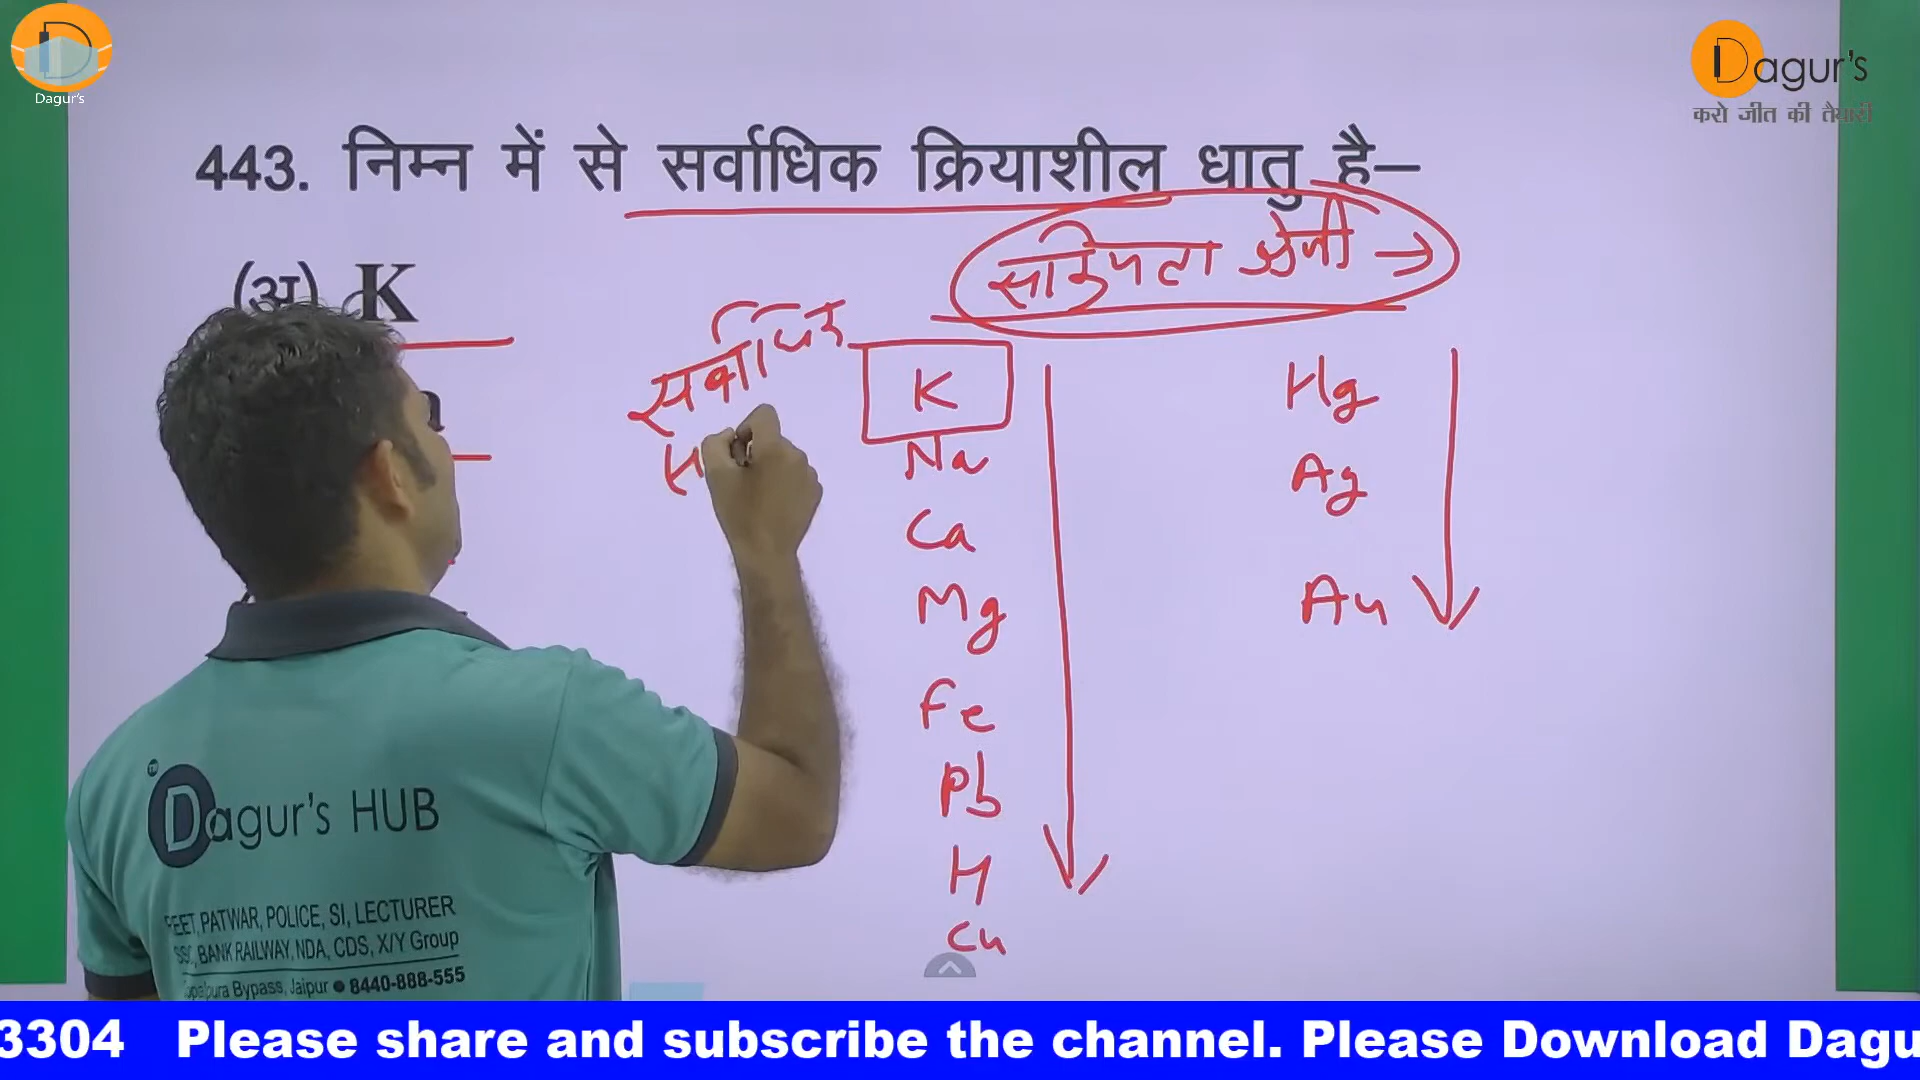 Dagur's
Dagur's
करो जीत की तैयारी
443. निम्न में से सर्वाधिक क्रियाशील धातु है—
(अ) K
सक्रियता श्रेणी →
सर्वाधिक
K
Na
Ca
Mg
Fe
Pb
H
Cu
Hg
Ag
Au
Dagur's HUB
REET, PATWAR, POLICE, SI, LECTURER
SSC, BANK RAILWAY, NDA, CDS, X/Y Group
Bypass, Jaipur ● 8440-888-555
3304 Please share and subscribe the channel. Please Download Dagu